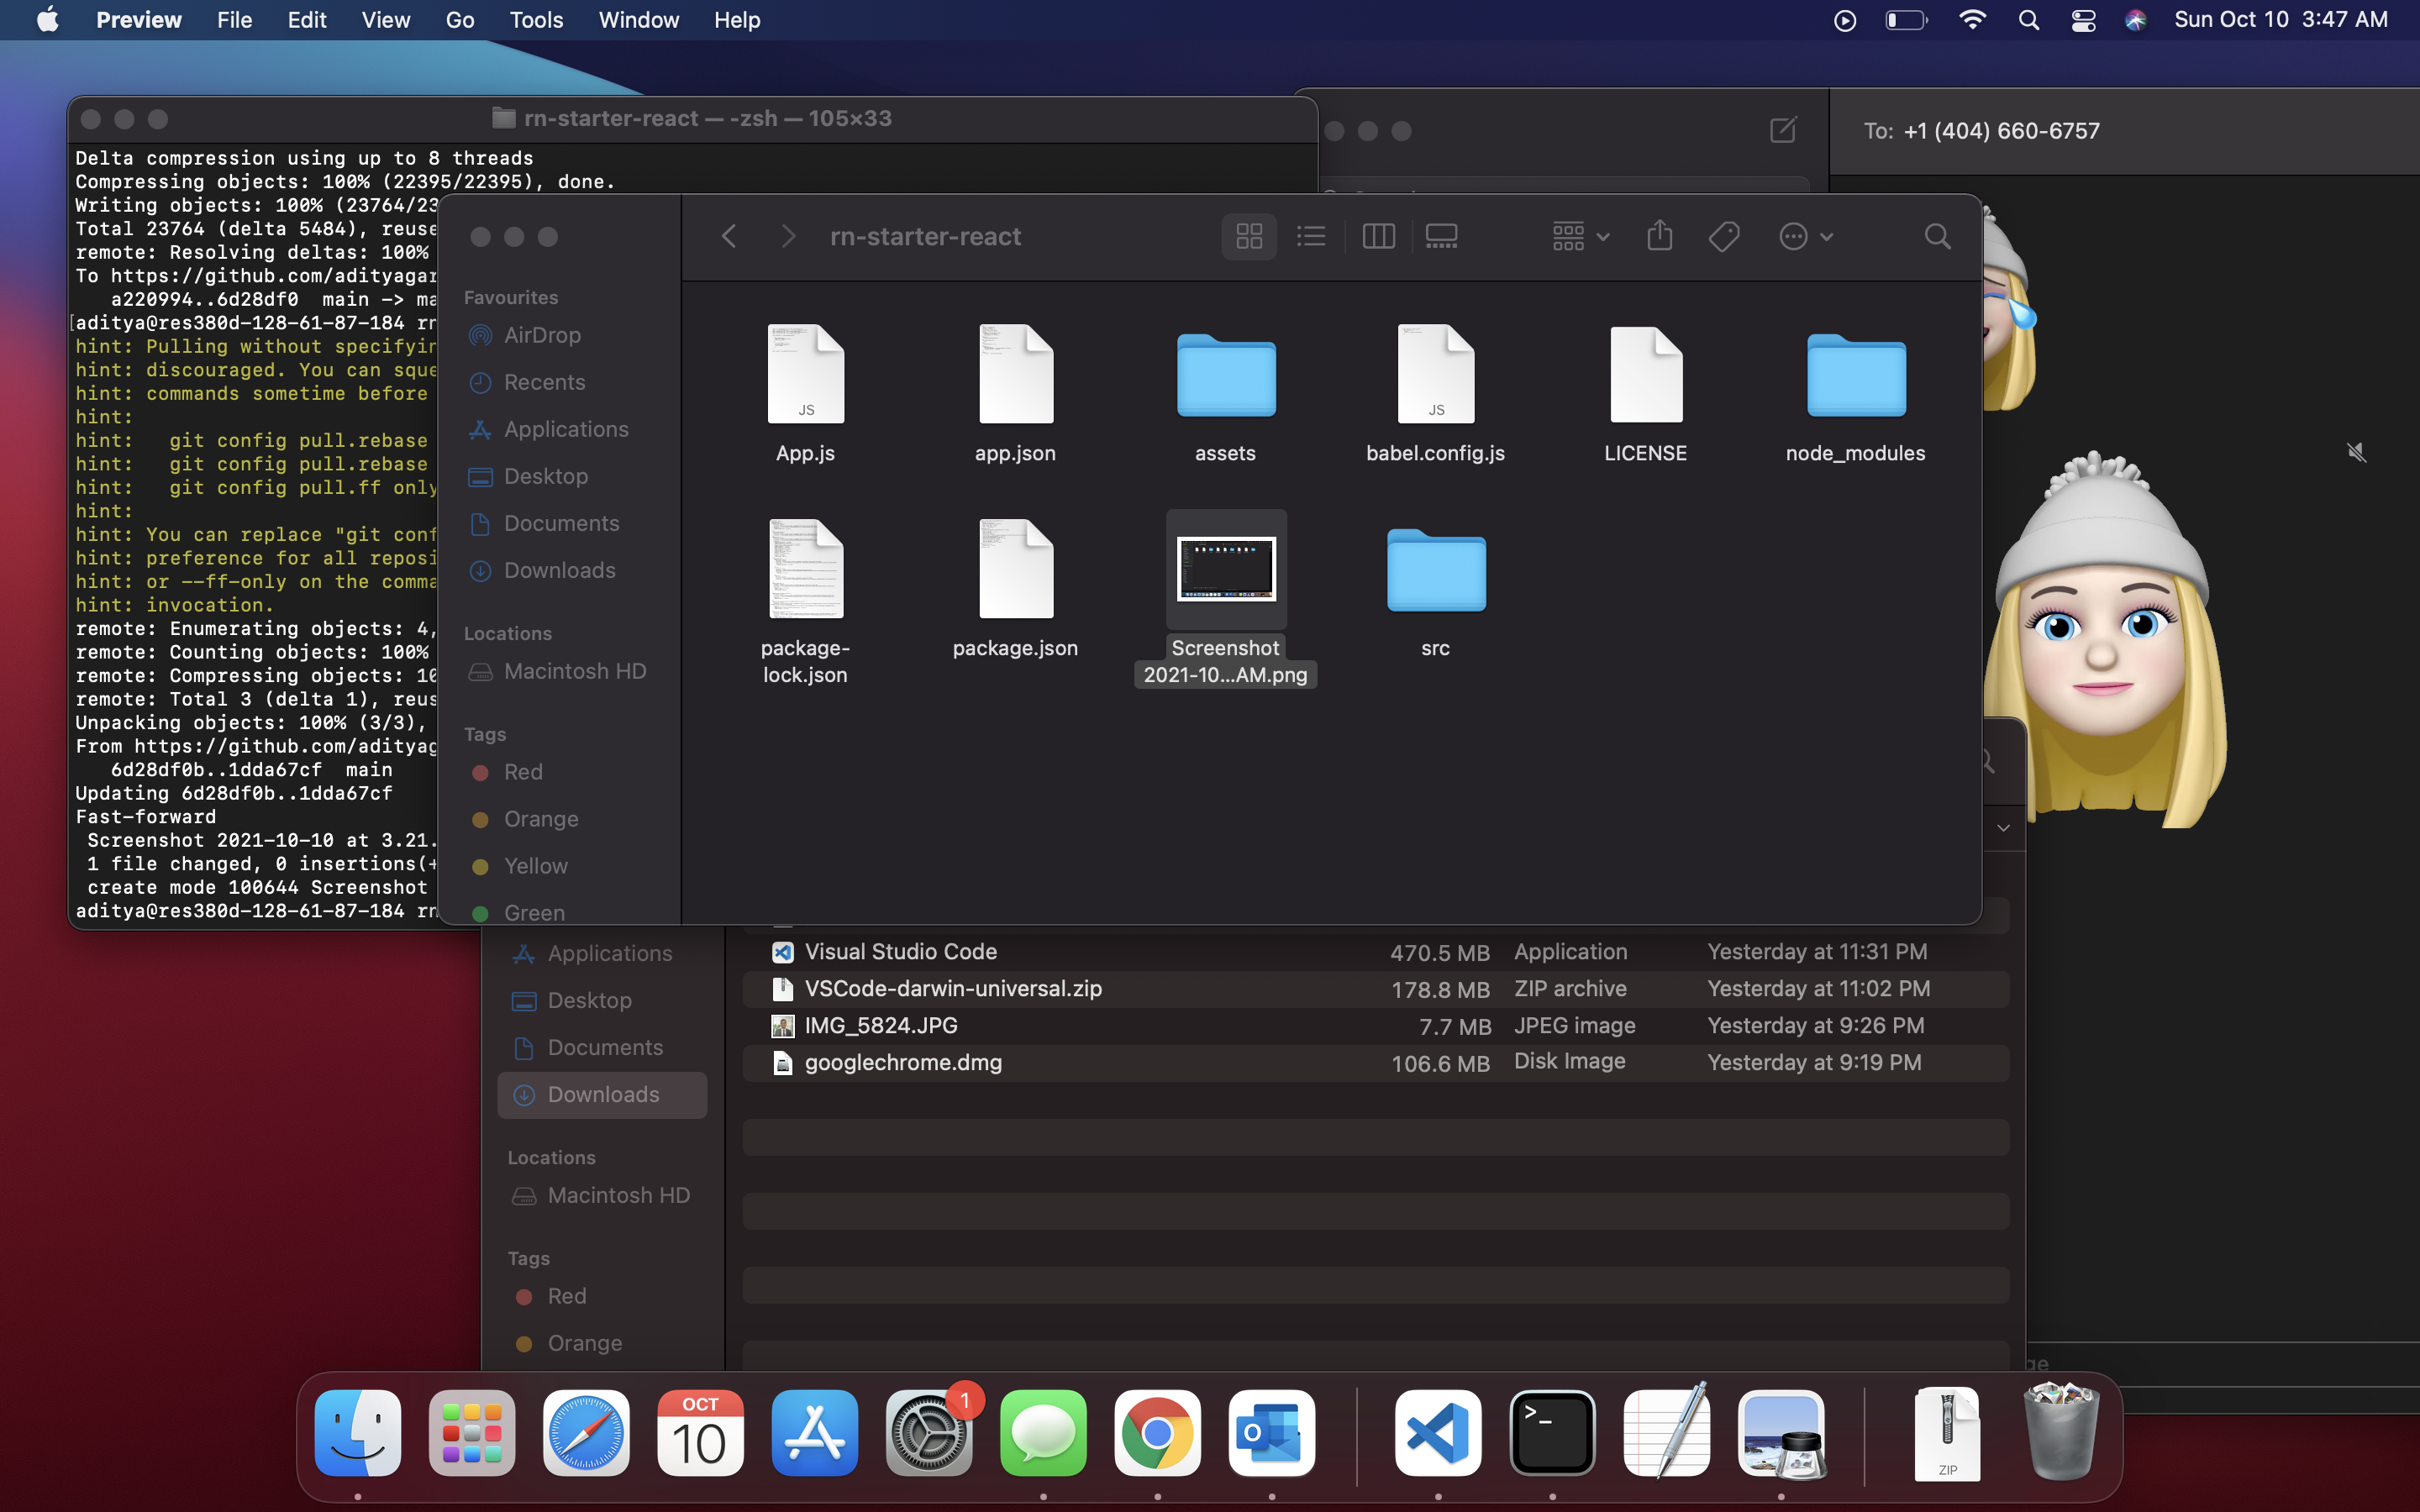 Preview File Edit View Go Tools Window Help
Sun Oct 10 3:47 AM
rn-starter-react — -zsh — 105×33
Delta compression using up to 8 threads
Compressing objects: 100% (22395/22395), done.
Writing objects: 100% (23764/23
Total 23764 (delta 5484), reuse
remote: Resolving deltas: 100%
To https://github.com/adityagar
a220994..6d28df0 main -> ma
[aditya@res380d-128-61-87-184 rn
hint: Pulling without specifyin
hint: discouraged. You can sque
hint: commands sometime before
hint:
hint: git config pull.rebase
hint: git config pull.rebase
hint: git config pull.ff only
hint:
hint: You can replace "git conf
hint: preference for all reposi
hint: or --ff-only on the comma
hint: invocation.
remote: Enumerating objects: 4,
remote: Counting objects: 100%
remote: Compressing objects: 10
remote: Total 3 (delta 1), reus
Unpacking objects: 100% (3/3),
From https://github.com/adityag
6d28df0b..1dda67cf main
Updating 6d28df0b..1dda67cf
Fast-forward
Screenshot 2021-10-10 at 3.21.
1 file changed, 0 insertions(+
create mode 100644 Screenshot
aditya@res380d-128-61-87-184 rn
To: +1 (404) 660-6757
rn-starter-react
Favourites
AirDrop
Recents
Applications
Desktop
Documents
Downloads
Locations
Macintosh HD
Tags
Red
Orange
Yellow
Green
JS
JS
App.js
app.json
assets
babel.config.js
LICENSE
node_modules
package-
lock.json
package.json
Screenshot
2021-10...AM.png
src
Applications
Desktop
Documents
Downloads
Locations
Macintosh HD
Tags
Red
Orange
Visual Studio Code 470.5 MB Application Yesterday at 11:31 PM
VSCode-darwin-universal.zip 178.8 MB ZIP archive Yesterday at 11:02 PM
IMG_5824.JPG 7.7 MB JPEG image Yesterday at 9:26 PM
googlechrome.dmg 106.6 MB Disk Image Yesterday at 9:19 PM
OCT
10
1
O
>_
ZIP